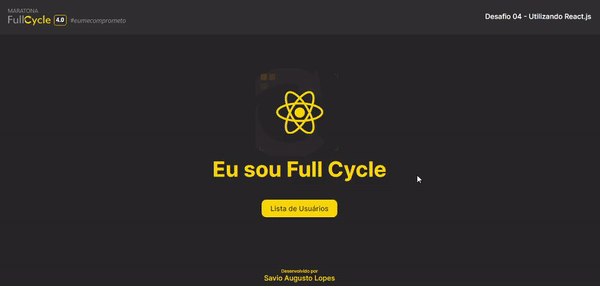 MARATONA
FullCycle 4.0 #eumecomprometo
Desafio 04 - Utilizando React.js
Eu sou Full Cycle
Lista de Usuários
Desenvolvido por
Savio Augusto Lopes